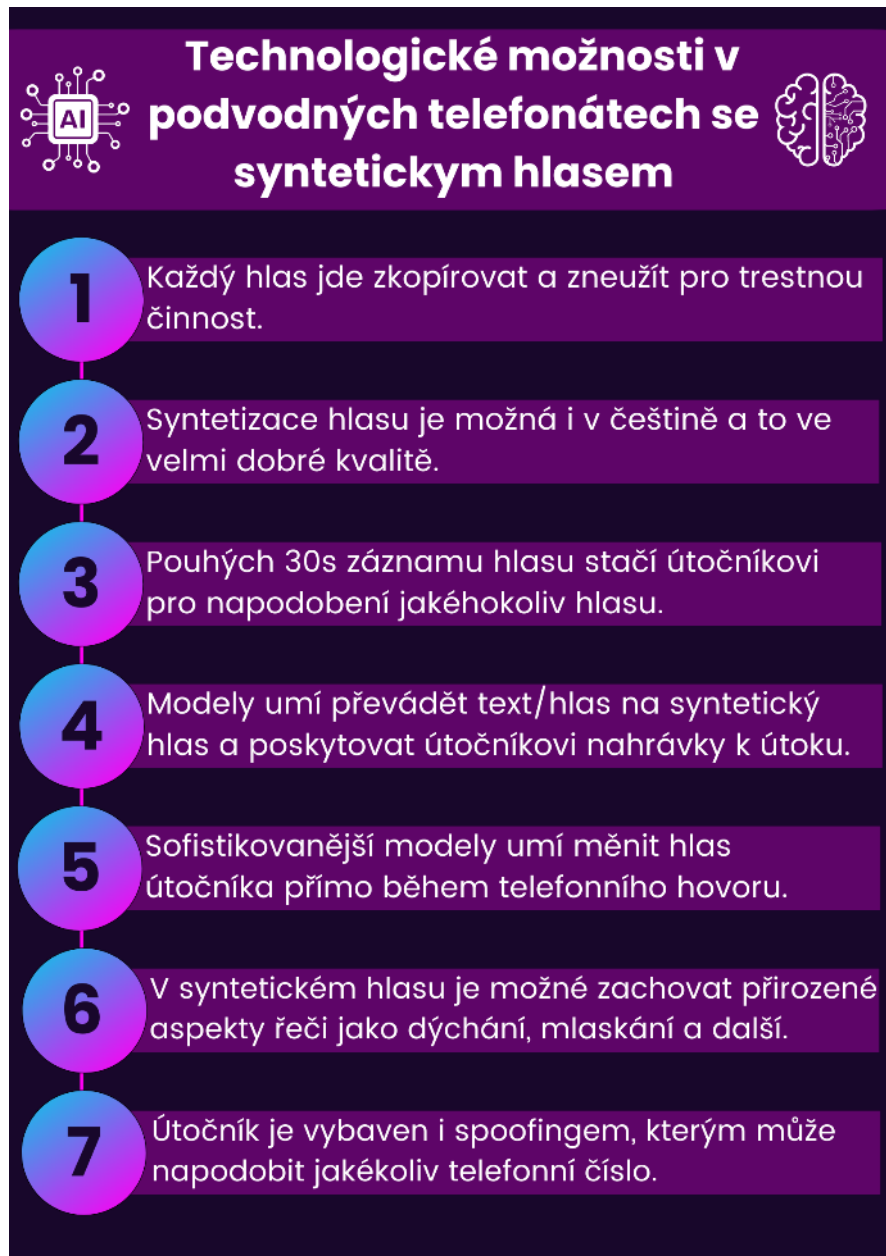 Technologické možnosti v
podvodných telefonátech se
syntetickym hlasem
AI
1
Každý hlas jde zkopírovat a zneužít pro trestnou
činnost.
2
Syntetizace hlasu je možná i v češtině a to ve
velmi dobré kvalitě.
3
Pouhých 30s záznamu hlasu stačí útočníkovi
pro napodobení jakéhokoliv hlasu.
4
Modely umí převádět text/hlas na syntetický
hlas a poskytovat útočníkovi nahrávky k útoku.
5
Sofistikovanější modely umí měnit hlas
útočníka přímo během telefonního hovoru.
6
V syntetickém hlasu je možné zachovat přirozené
aspekty řeči jako dýchání, mlaskání a další.
7
Útočník je vybaven i spoofingem, kterým může
napodobit jakékoliv telefonní číslo.